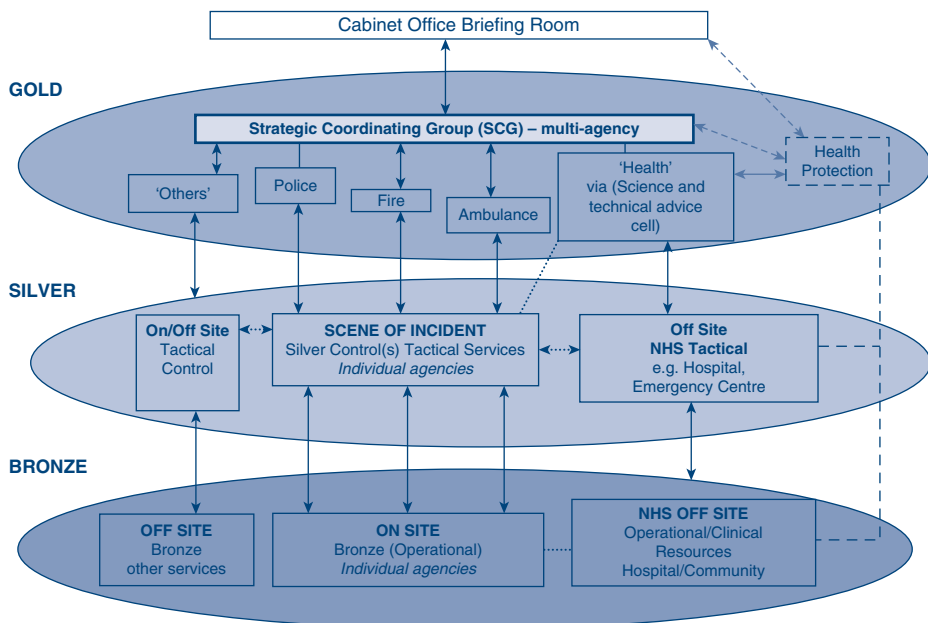 Cabinet Office Briefing Room
GOLD
Strategic Coordinating Group (SCG) – multi-agency
‘Others’
Police
Fire
Ambulance
‘Health’
via (Science and
technical advice
cell)
Health
Protection
SILVER
On/Off Site
Tactical
Control
SCENE OF INCIDENT
Silver Control(s) Tactical Services
Individual agencies
Off Site
NHS Tactical
e.g. Hospital,
Emergency Centre
BRONZE
OFF SITE
Bronze
other services
ON SITE
Bronze (Operational)
Individual agencies
NHS OFF SITE
Operational/Clinical
Resources
Hospital/Community